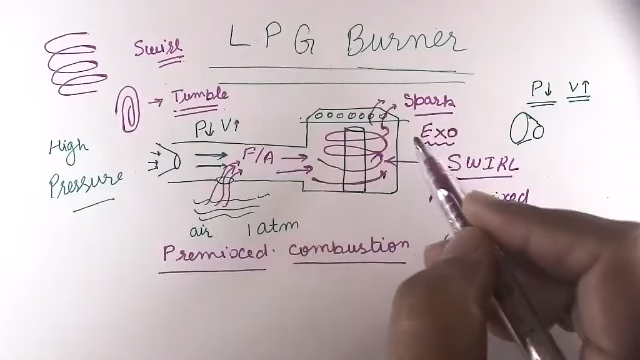 LPG Burner
Swirl
Tumble
P↓ V↑
High
Pressure
F/A
air
1 atm
Premixed combustion
Spark
Exo
SWIRL
P↓ V↑